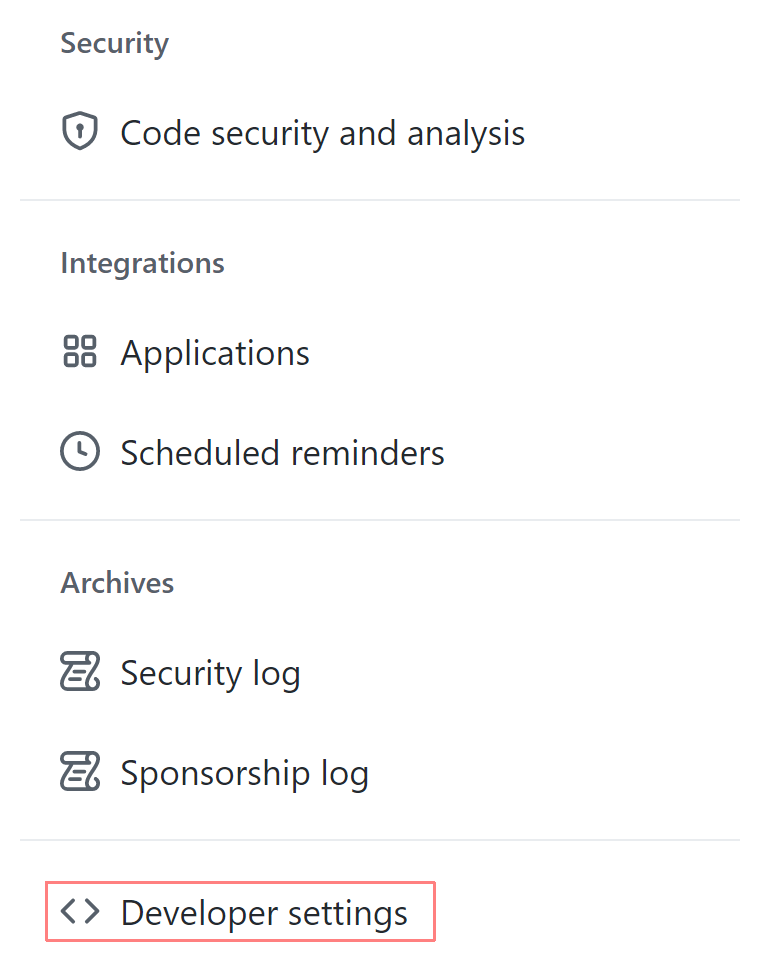 Security
Code security and analysis
Integrations
Applications
Scheduled reminders
Archives
Security log
Sponsorship log
Developer settings